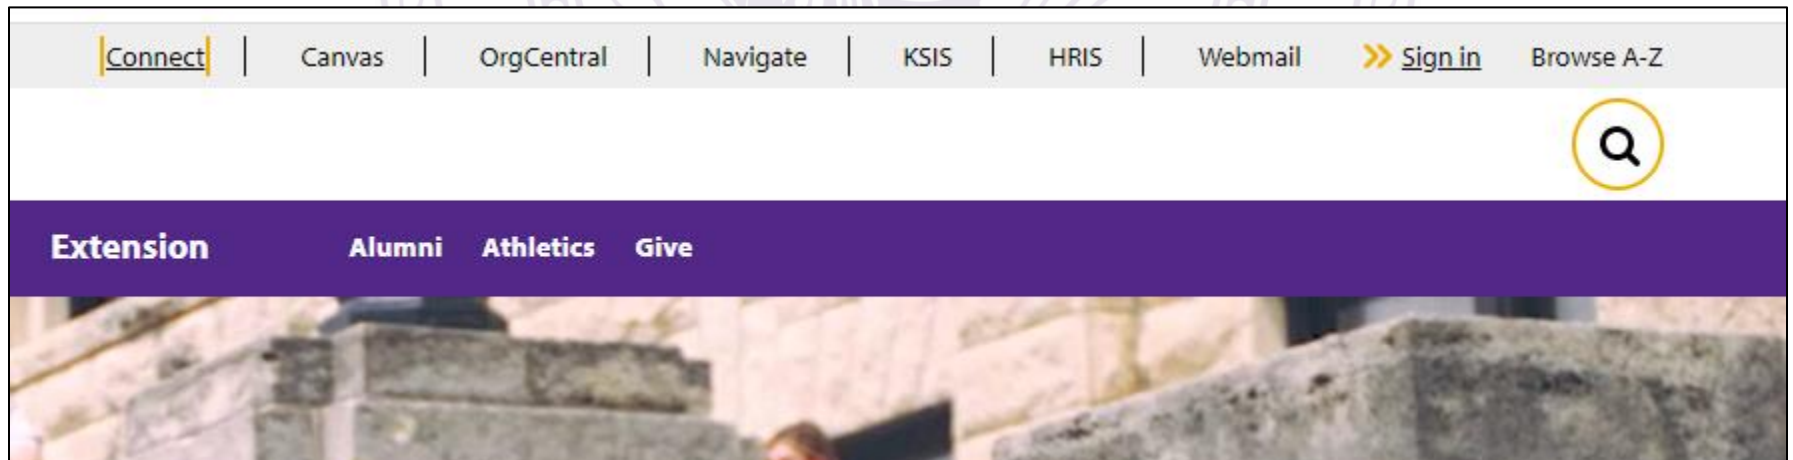 Connect | Canvas | OrgCentral | Navigate | KSIS | HRIS | Webmail Sign in Browse A-Z
Extension Alumni Athletics Give